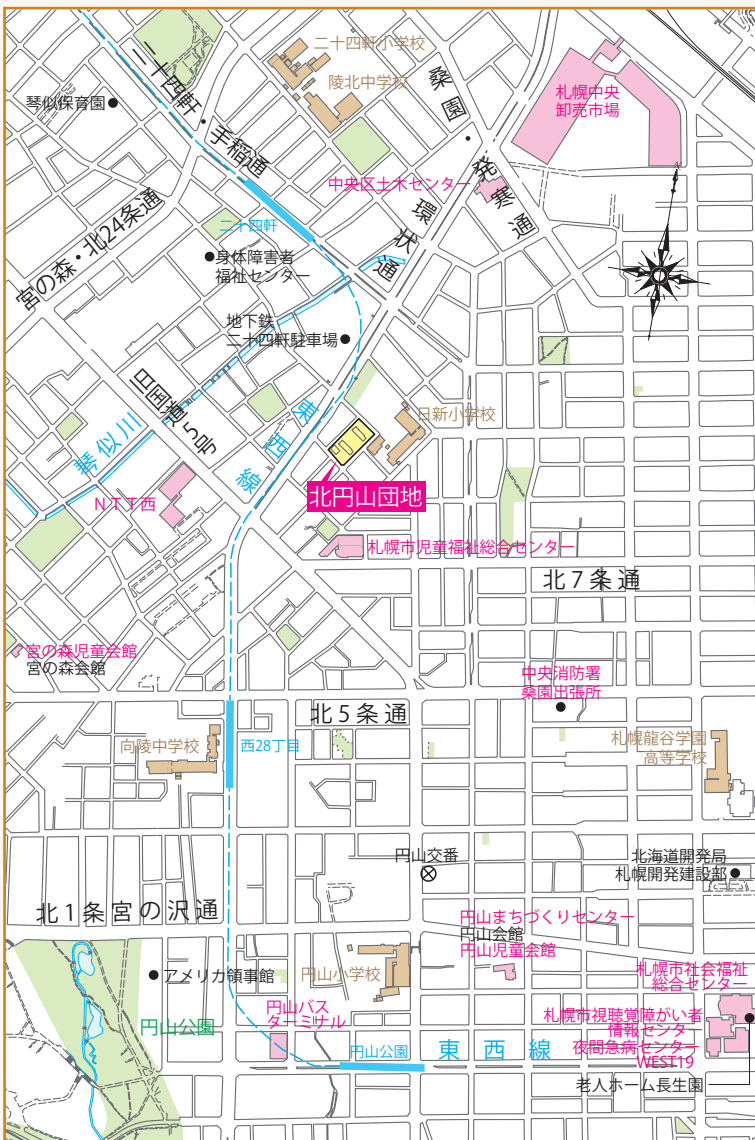 二十四軒小学校
陵北中学校
琴似保育園
二十四軒・手稲通
桑園・発寒通
札幌中央
卸売市場
中央区土木センター
環状通
宮の森・北24条通
二十四軒
身体障害者
福祉センター
地下鉄
二十四軒駐車場
旧国道5号
東西線
琴似川
日新小学校
NTT西
北円山団地
札幌市児童福祉総合センター
北7条通
宮の森児童会館
宮の森会館
中央消防署
桑園出張所
北5条通
向陵中学校
西28丁目
札幌龍谷学園
高等学校
円山交番
北海道開発局
札幌開発建設部
北1条宮の沢通
円山まちづくりセンター
円山会館
円山児童会館
アメリカ領事館
円山小学校
札幌市社会福祉
総合センター
円山公園
円山バス
ターミナル
札幌市視聴覚障がい者
情報センター
夜間急病センター
WEST19
円山公園
東西線
老人ホーム長生園